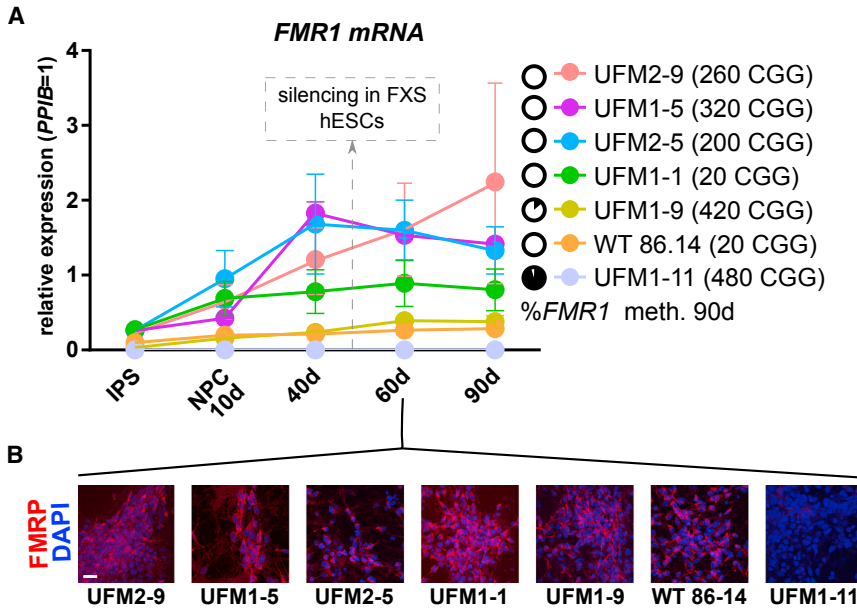 A
FMR1 mRNA
relative expression (PPIB=1)
4
3
2
1
0
silencing in FXS
hESCs
IPS
NPC
10d
40d
60d
90d
UFM2-9 (260 CGG)
UFM1-5 (320 CGG)
UFM2-5 (200 CGG)
UFM1-1 (20 CGG)
UFM1-9 (420 CGG)
WT 86.14 (20 CGG)
UFM1-11 (480 CGG)
%FMR1 meth. 90d
B
FMRP
DAPI
UFM2-9
UFM1-5
UFM2-5
UFM1-1
UFM1-9
WT 86-14
UFM1-11